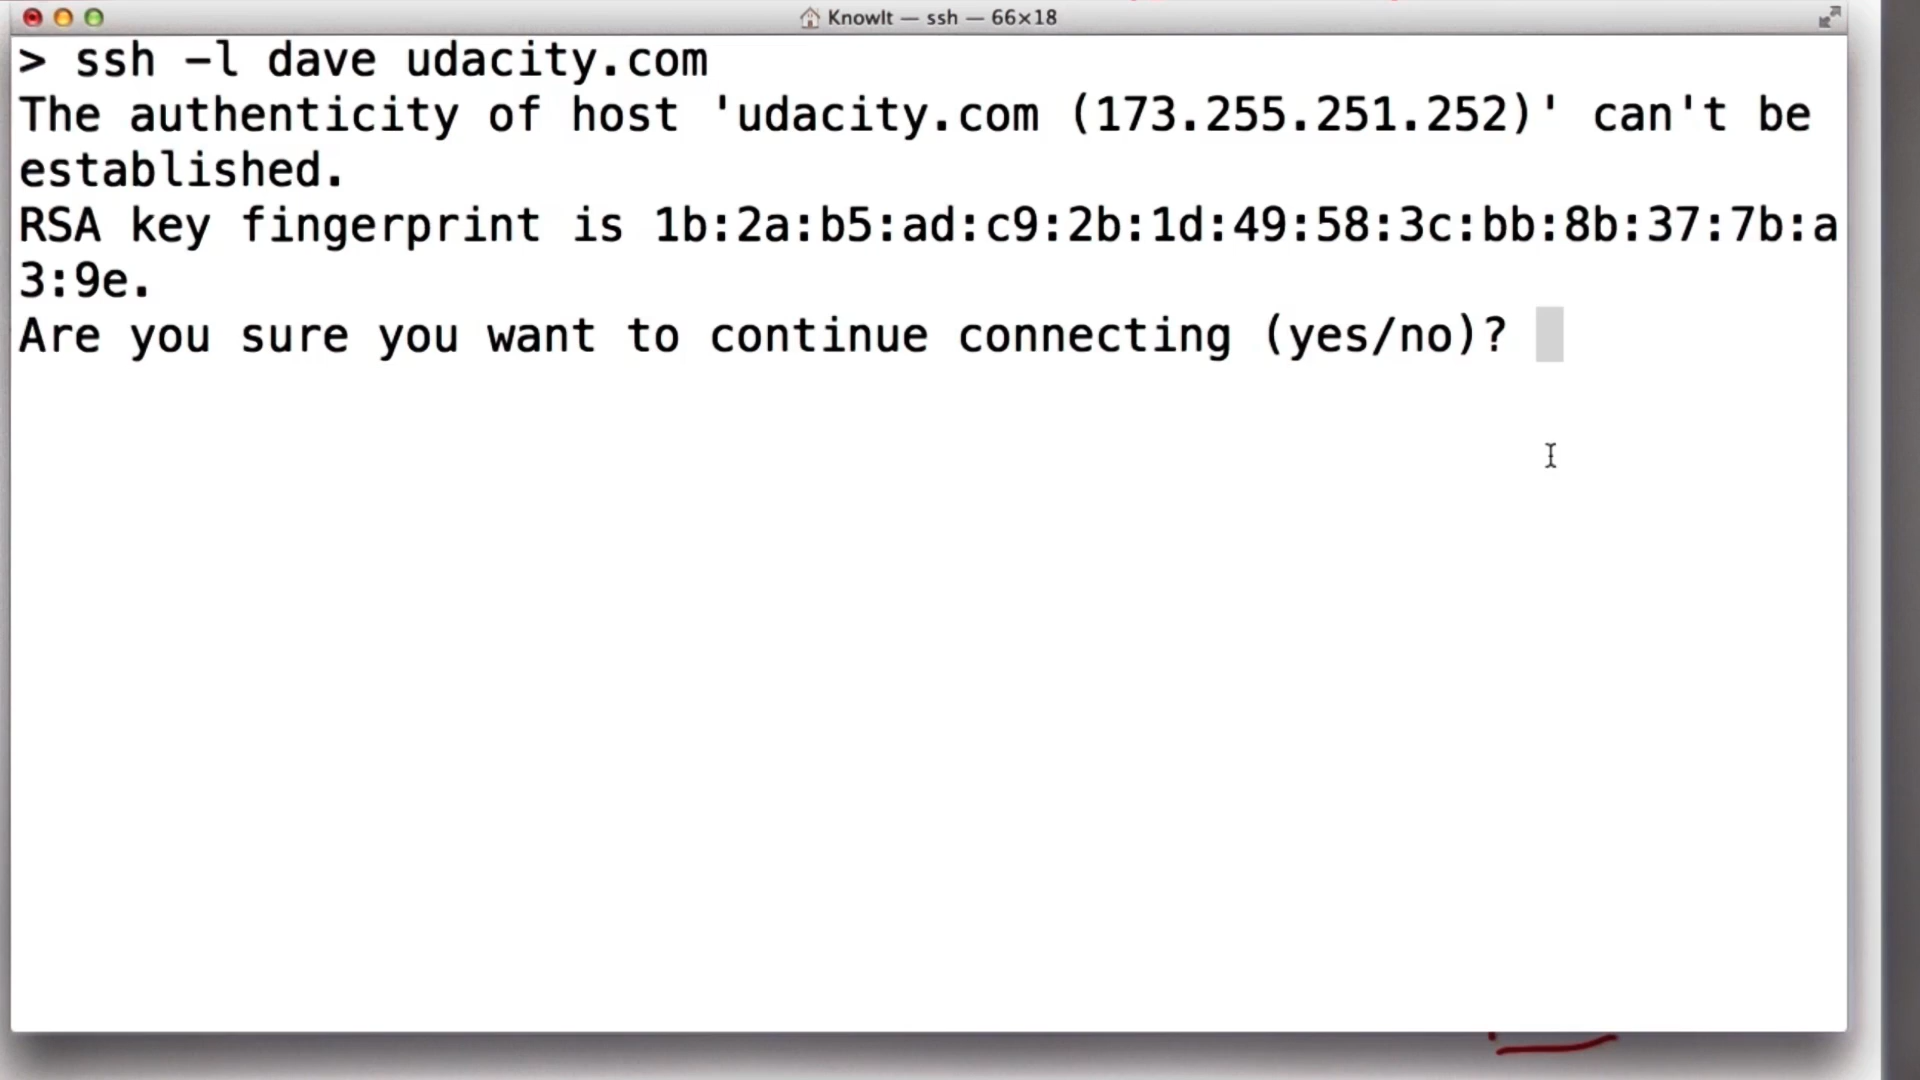 KnowIt — ssh — 66×18
> ssh -l dave udacity.com
The authenticity of host 'udacity.com (173.255.251.252)' can't be
established.
RSA key fingerprint is 1b:2a:b5:ad:c9:2b:1d:49:58:3c:bb:8b:37:7b:a
3:9e.
Are you sure you want to continue connecting (yes/no)?